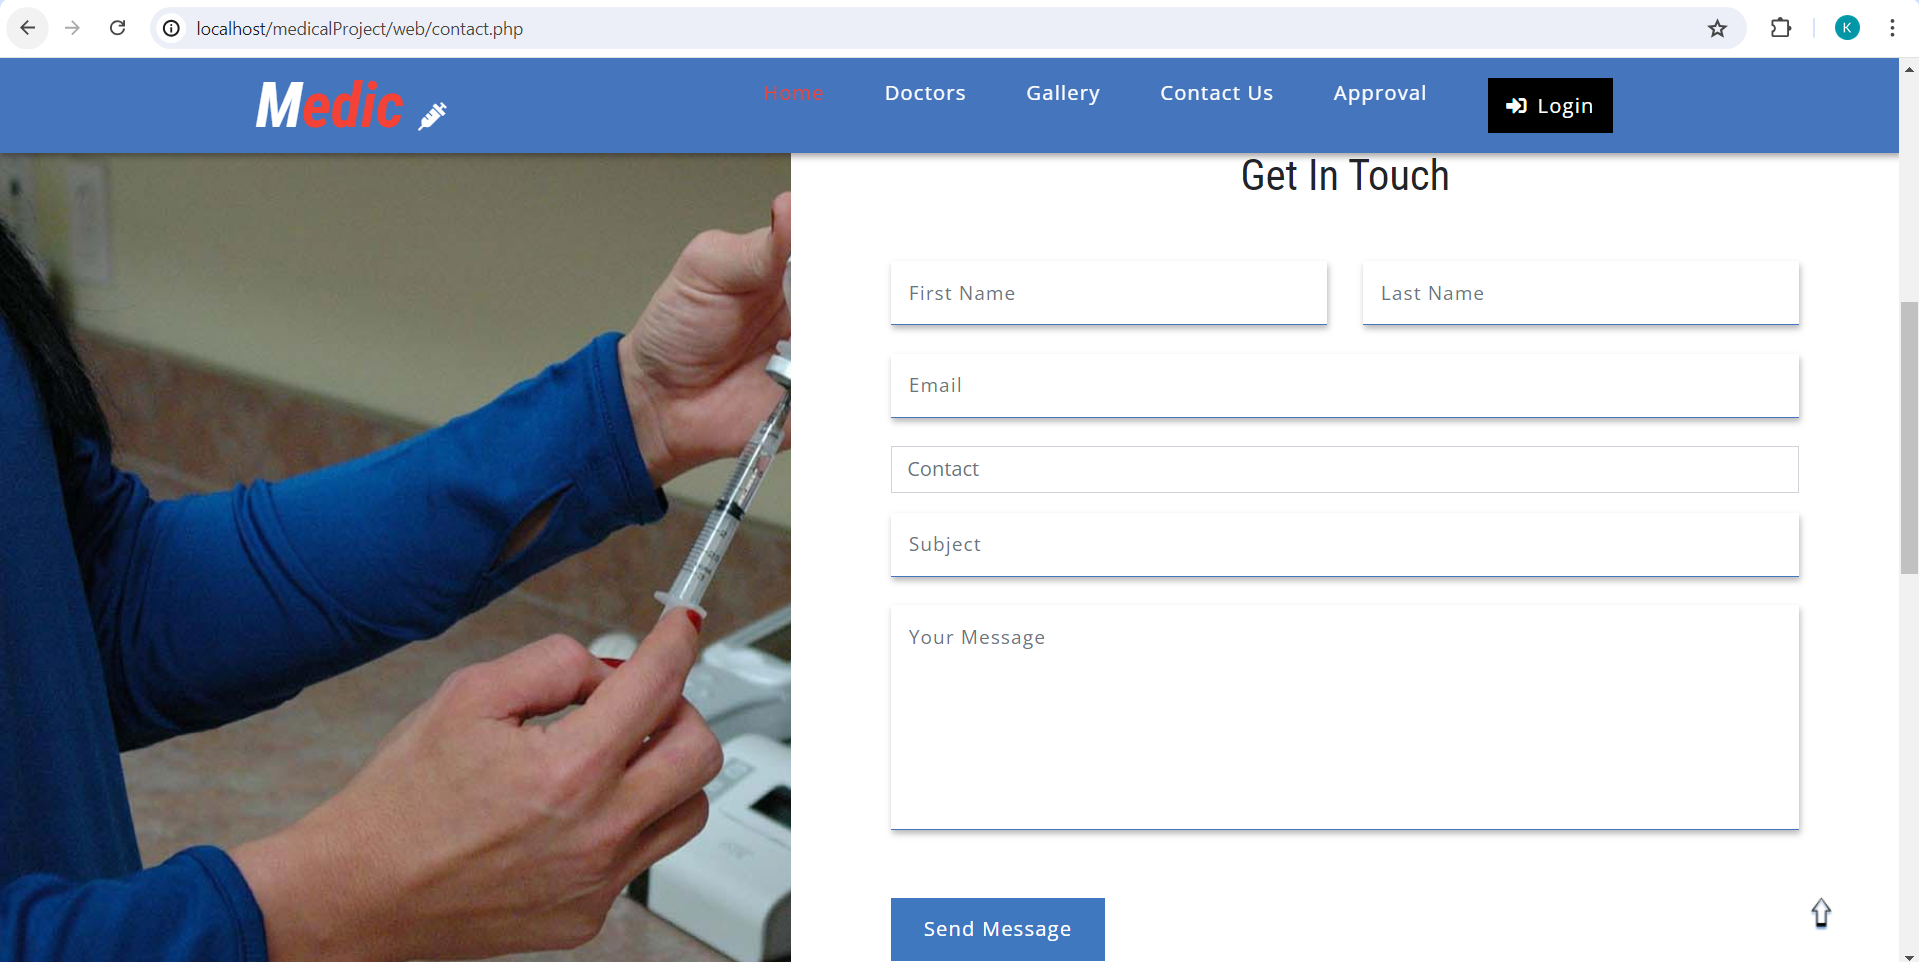 localhost/medicalProject/web/contact.php
K
Medic
Home Doctors Gallery Contact Us Approval Login
Get In Touch
First Name Last Name
Email
Contact
Subject
Your Message
Send Message